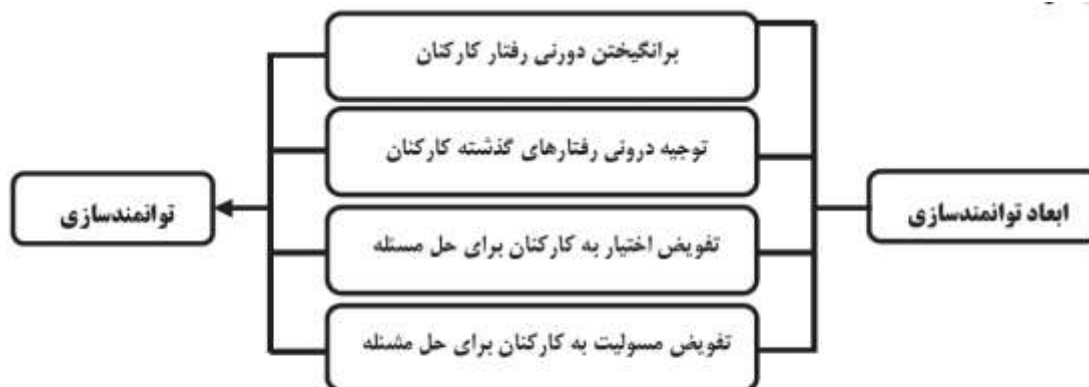 برانگیختن دورنی رفتار کارکنان
توجیه درونی رفتارهای گذشته کارکنان
ابعاد توانمندسازی
توانمندسازی
تفویض اختیار به کارکنان برای حل مسئله
تفویض مسولیت به کارکنان برای حل مشئله